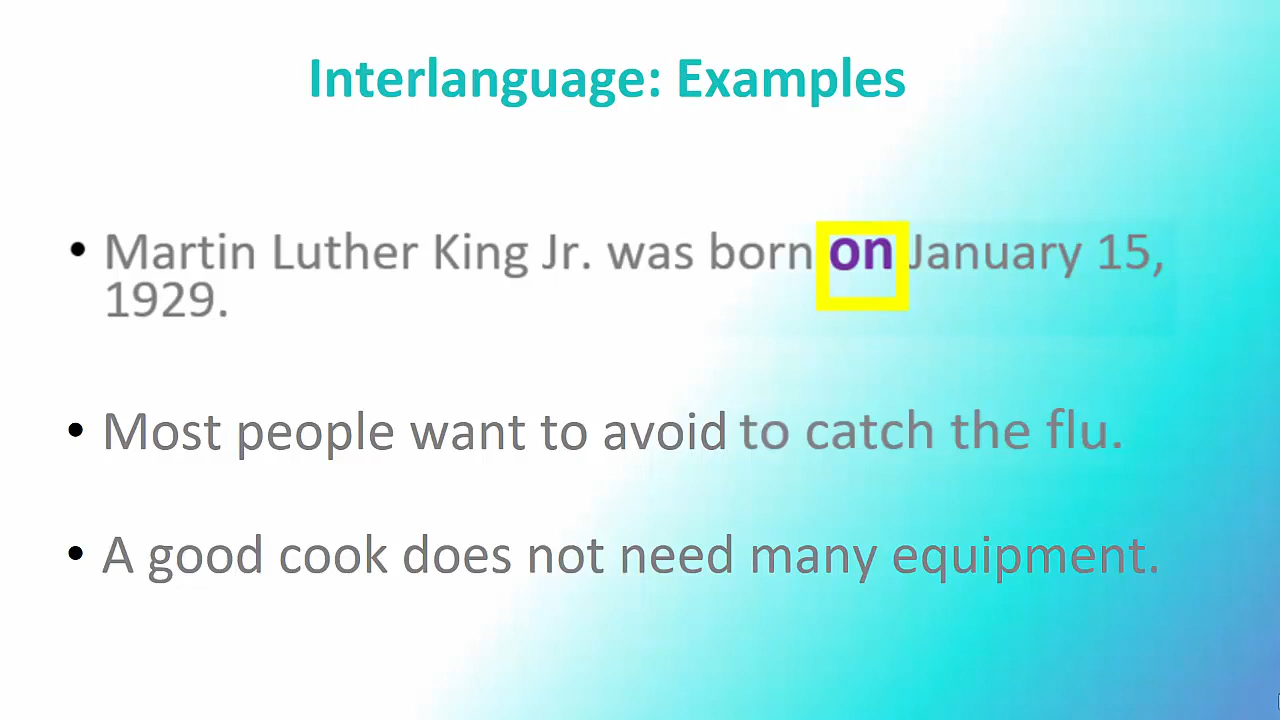 Interlanguage: Examples
• Martin Luther King Jr. was born on January 15,
1929.
• Most people want to avoid to catch the flu.
• A good cook does not need many equipment.